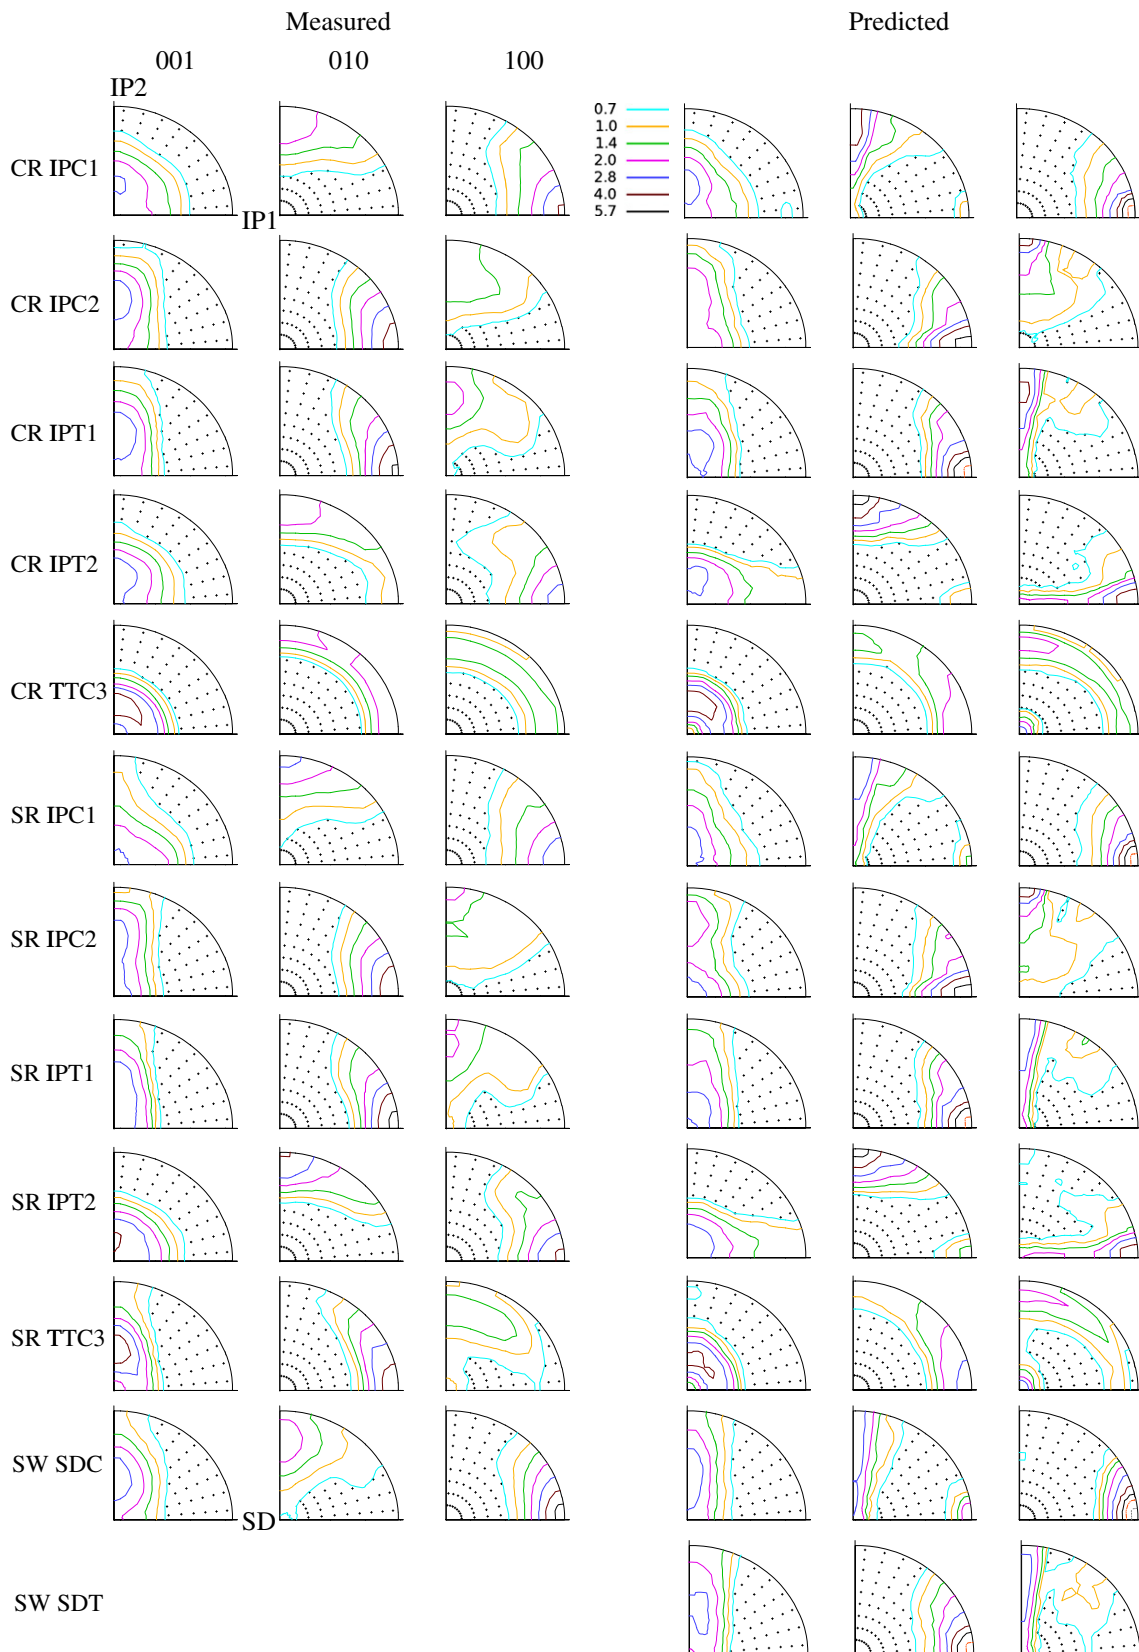 Measured Predicted
001 010 100
IP2
0.7
1.0
1.4
2.0
2.8
4.0
5.7
CR IPC1
IP1
CR IPC2
CR IPT1
CR IPT2
CR TTC3
SR IPC1
SR IPC2
SR IPT1
SR IPT2
SR TTC3
SW SDC
SD
SW SDT